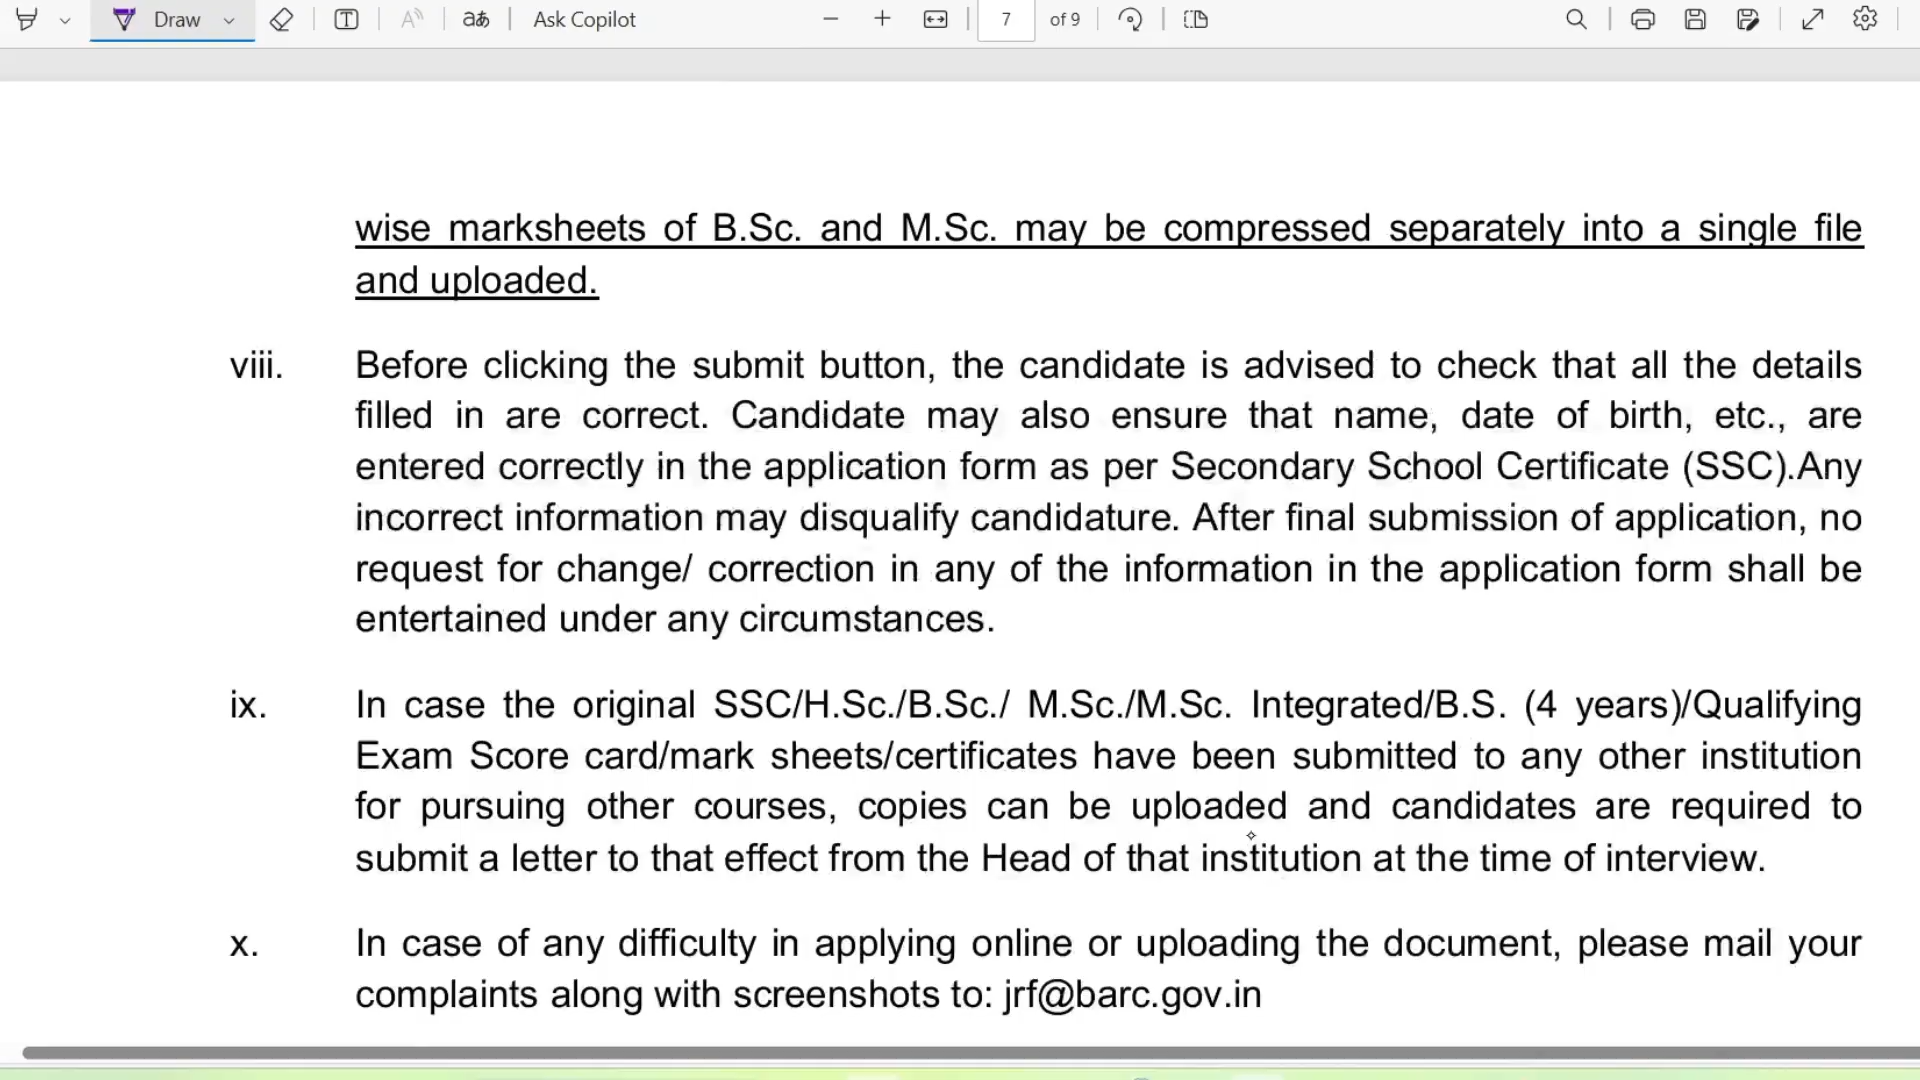 Draw
T
A
aあ
Ask Copilot
7
of 9
wise marksheets of B.Sc. and M.Sc. may be compressed separately into a single file
and uploaded.
viii. Before clicking the submit button, the candidate is advised to check that all the details
filled in are correct. Candidate may also ensure that name, date of birth, etc., are
entered correctly in the application form as per Secondary School Certificate (SSC).Any
incorrect information may disqualify candidature. After final submission of application, no
request for change/ correction in any of the information in the application form shall be
entertained under any circumstances.
ix. In case the original SSC/H.Sc./B.Sc./ M.Sc./M.Sc. Integrated/B.S. (4 years)/Qualifying
Exam Score card/mark sheets/certificates have been submitted to any other institution
for pursuing other courses, copies can be uploaded and candidates are required to
submit a letter to that effect from the Head of that institution at the time of interview.
x. In case of any difficulty in applying online or uploading the document, please mail your
complaints along with screenshots to: jrf@barc.gov.in